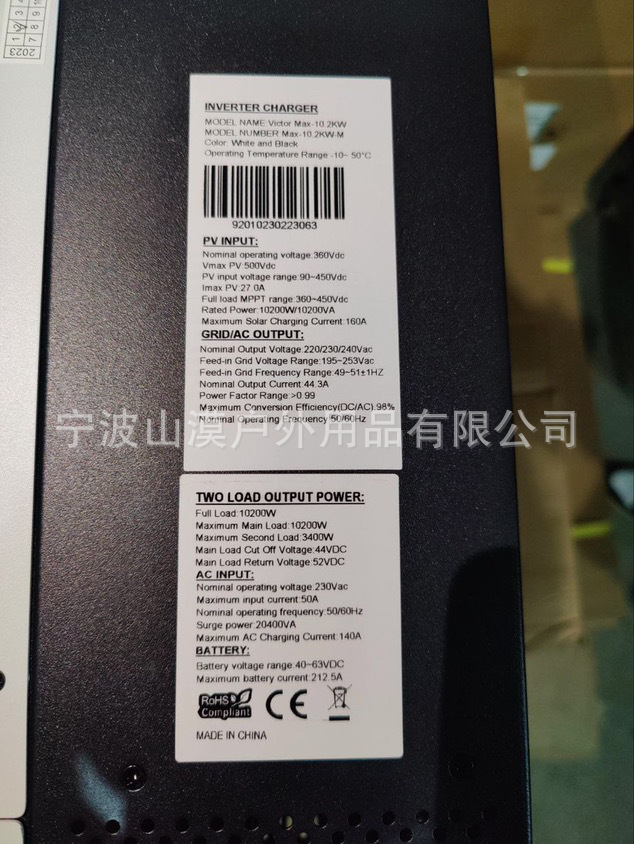 1 2 3 4
7 8 9 10
2023
INVERTER CHARGER
MODEL NAME:Victor Max-10.2KW
MODEL NUMBER:Max-10.2KW-M
Color: White and Black
Operating Temperature Range:-10~ 50°C
92010230223063
PV INPUT:
Nominal operating voltage:360Vdc
Vmax PV:500Vdc
PV input voltage range:90~450Vdc
Imax PV:27.0A
Full load MPPT range:360~450Vdc
Rated Power:10200W/10200VA
Maximum Solar Charging Current:160A
GRID/AC OUTPUT:
Nominal Output Voltage:220/230/240Vac
Feed-in Grid Voltage Range:195~253Vac
Feed-in Grid Frequency Range:49~51±1HZ
Nominal Output Current:44.3A
Power Factor Range:>0.99
Maximum Conversion Efficiency(DC/AC):98%
Nominal Operating Frequency:50/60Hz
宁波山漠户外用品有限公司
TWO LOAD OUTPUT POWER:
Full Load:10200W
Maximum Main Load:10200W
Maximum Second Load:3400W
Main Load Cut Off Voltage:44VDC
Main Load Return Voltage:52VDC
AC INPUT:
Nominal operating voltage:230Vac
Maximum input current:50A
Nominal operating frequency:50/60Hz
Surge power:20400VA
Maximum AC Charging Current:140A
BATTERY:
Battery voltage range:40~63VDC
Maximum battery current:212.5A
RoHS
Compliant
CE
MADE IN CHINA